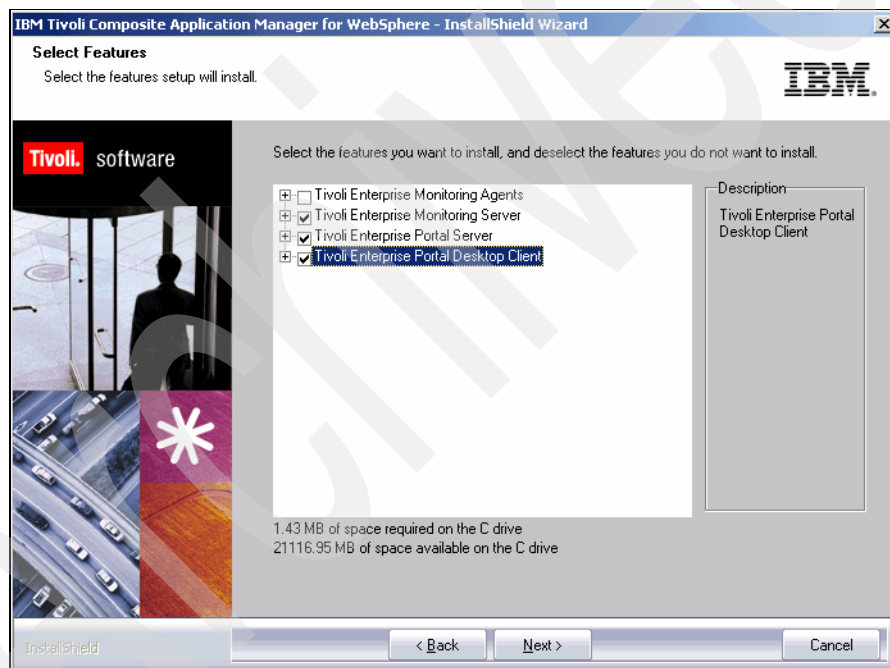 IBM Tivoli Composite Application Manager for WebSphere - InstallShield Wizard
Select Features
Select the features setup will install.
IBM.
Tivoli. software
Select the features you want to install, and deselect the features you do not want to install.
Tivoli Enterprise Monitoring Agents
Tivoli Enterprise Monitoring Server
Tivoli Enterprise Portal Server
Tivoli Enterprise Portal Desktop Client
Description
Tivoli Enterprise Portal
Desktop Client
1.43 MB of space required on the C drive
21116.95 MB of space available on the C drive
InstallShield
< Back
Next >
Cancel